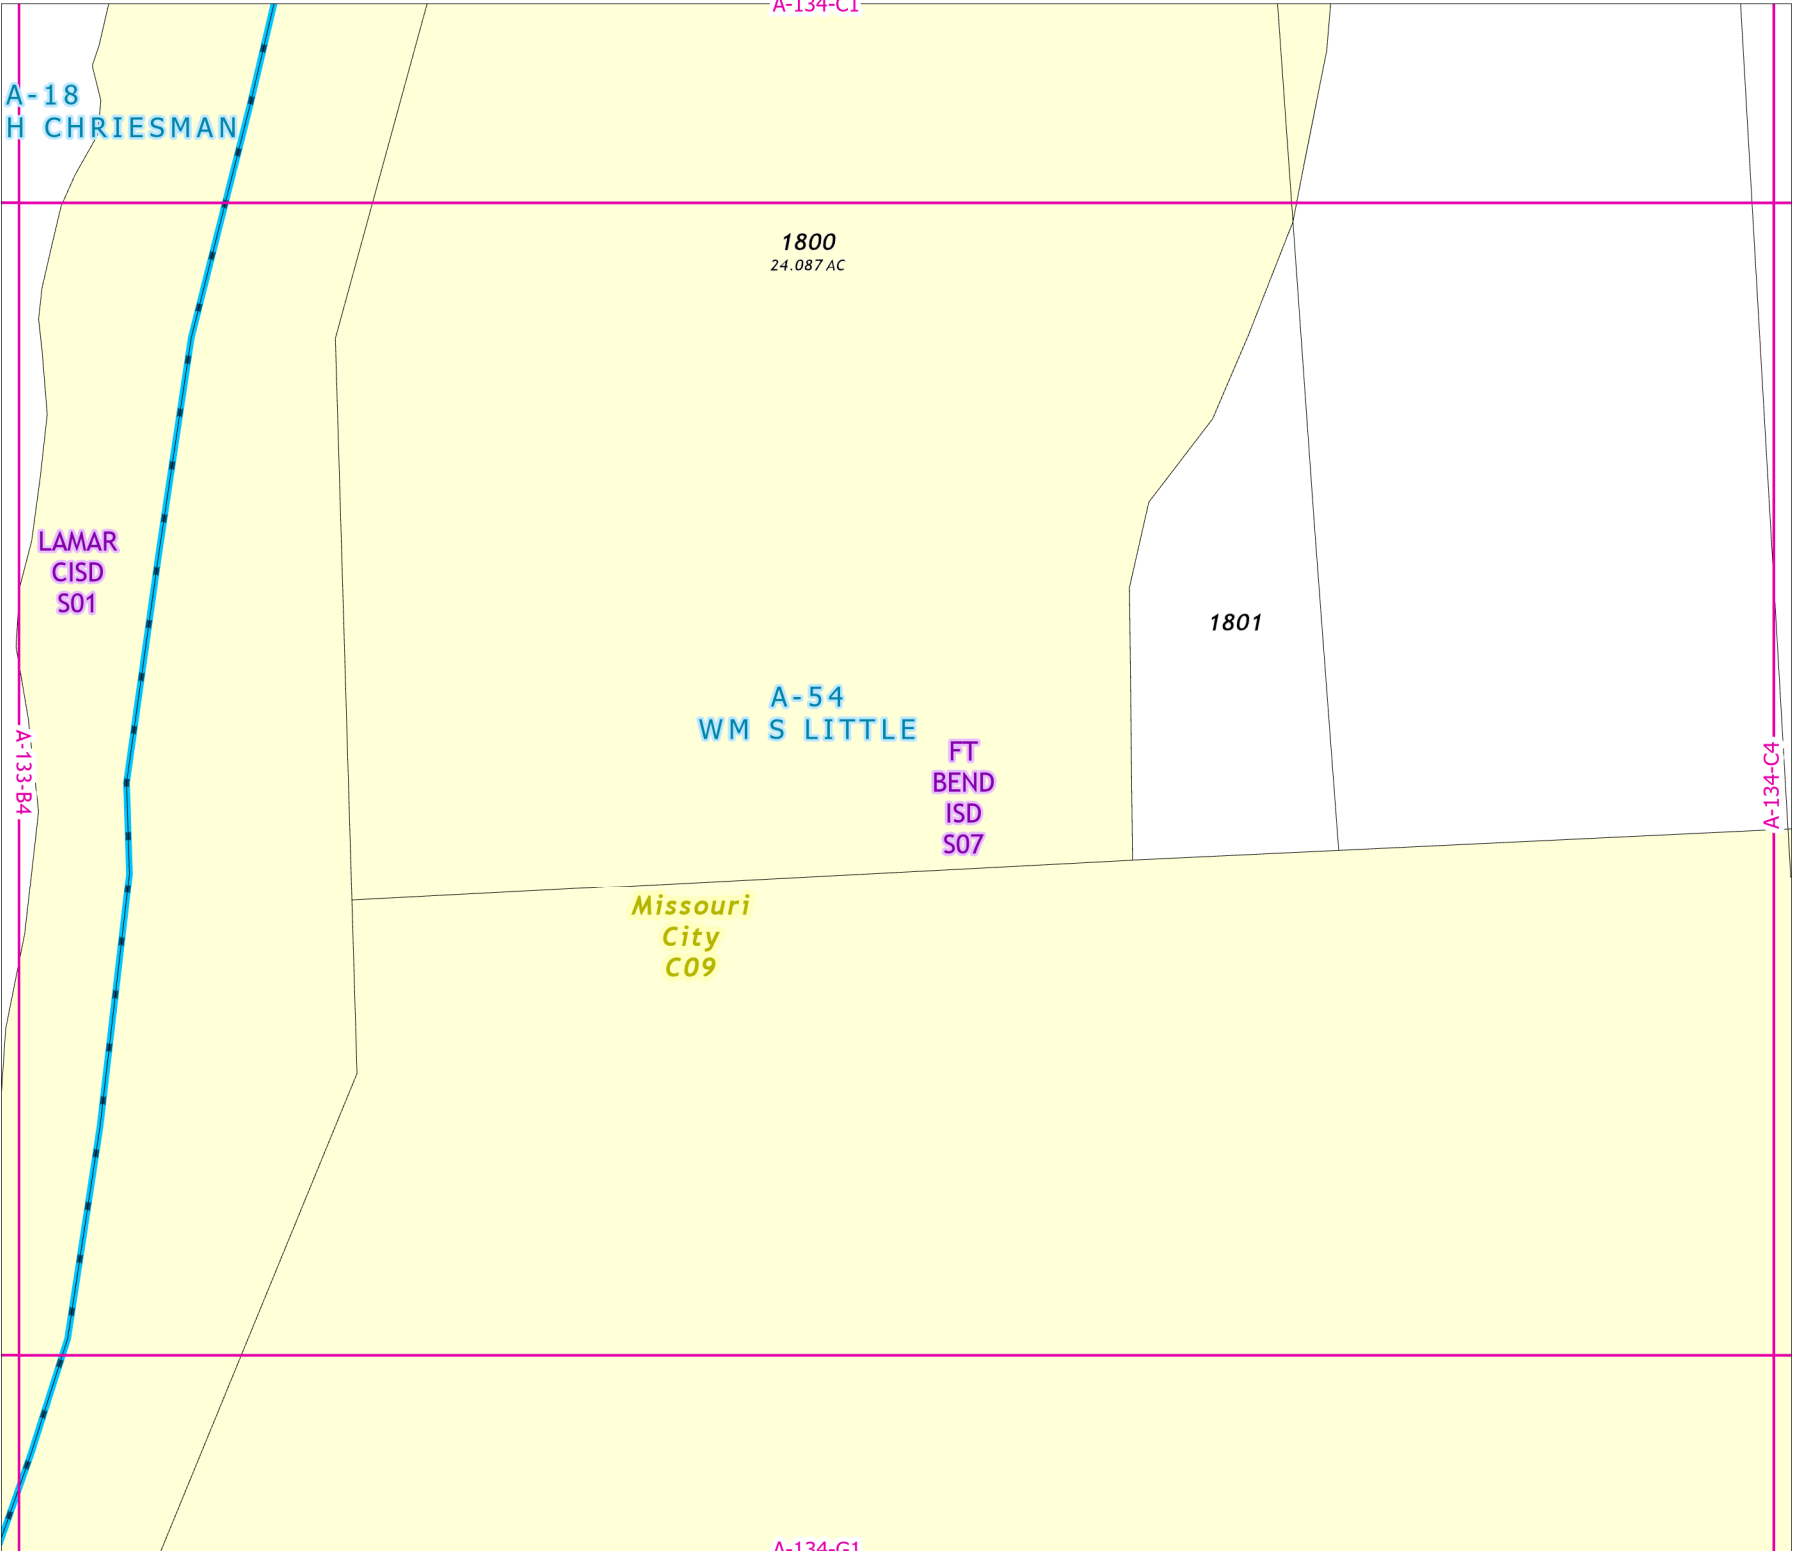 A-134-C1
A-18
H CHRIESMAN
1800
24.087 AC
LAMAR
CISD
S01
1801
A-54
WM S LITTLE
FT
BEND
ISD
S07
A-133-B4
A-134-C4
Missouri
City
C09
A-134-G1